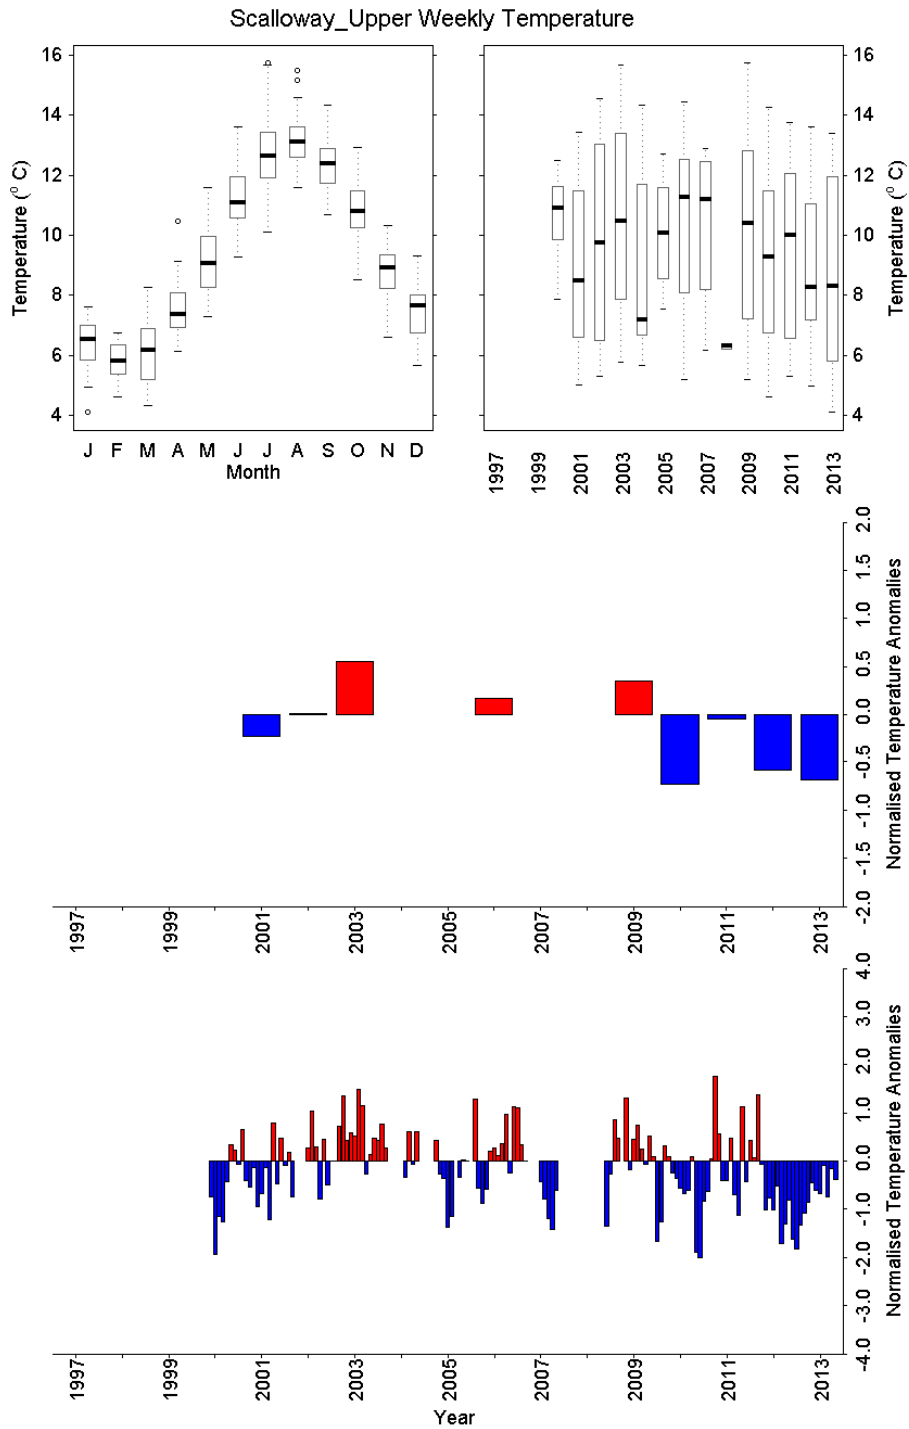 Scalloway_Upper Weekly Temperature
16
14
12
10
8
6
4
Temperature (⁰ C)
J F M A M J J A S O N D
Month
16
14
12
10
8
6
4
Temperature (⁰ C)
1997 1999 2001 2003 2005 2007 2009 2011 2013
2.0
1.5
1.0
0.5
0.0
-0.5
-1.0
-1.5
-2.0
Normalised Temperature Anomalies
1997 1999 2001 2003 2005 2007 2009 2011 2013
4.0
3.0
2.0
1.0
0.0
-1.0
-2.0
-3.0
-4.0
Normalised Temperature Anomalies
1997 1999 2001 2003 2005 2007 2009 2011 2013
Year